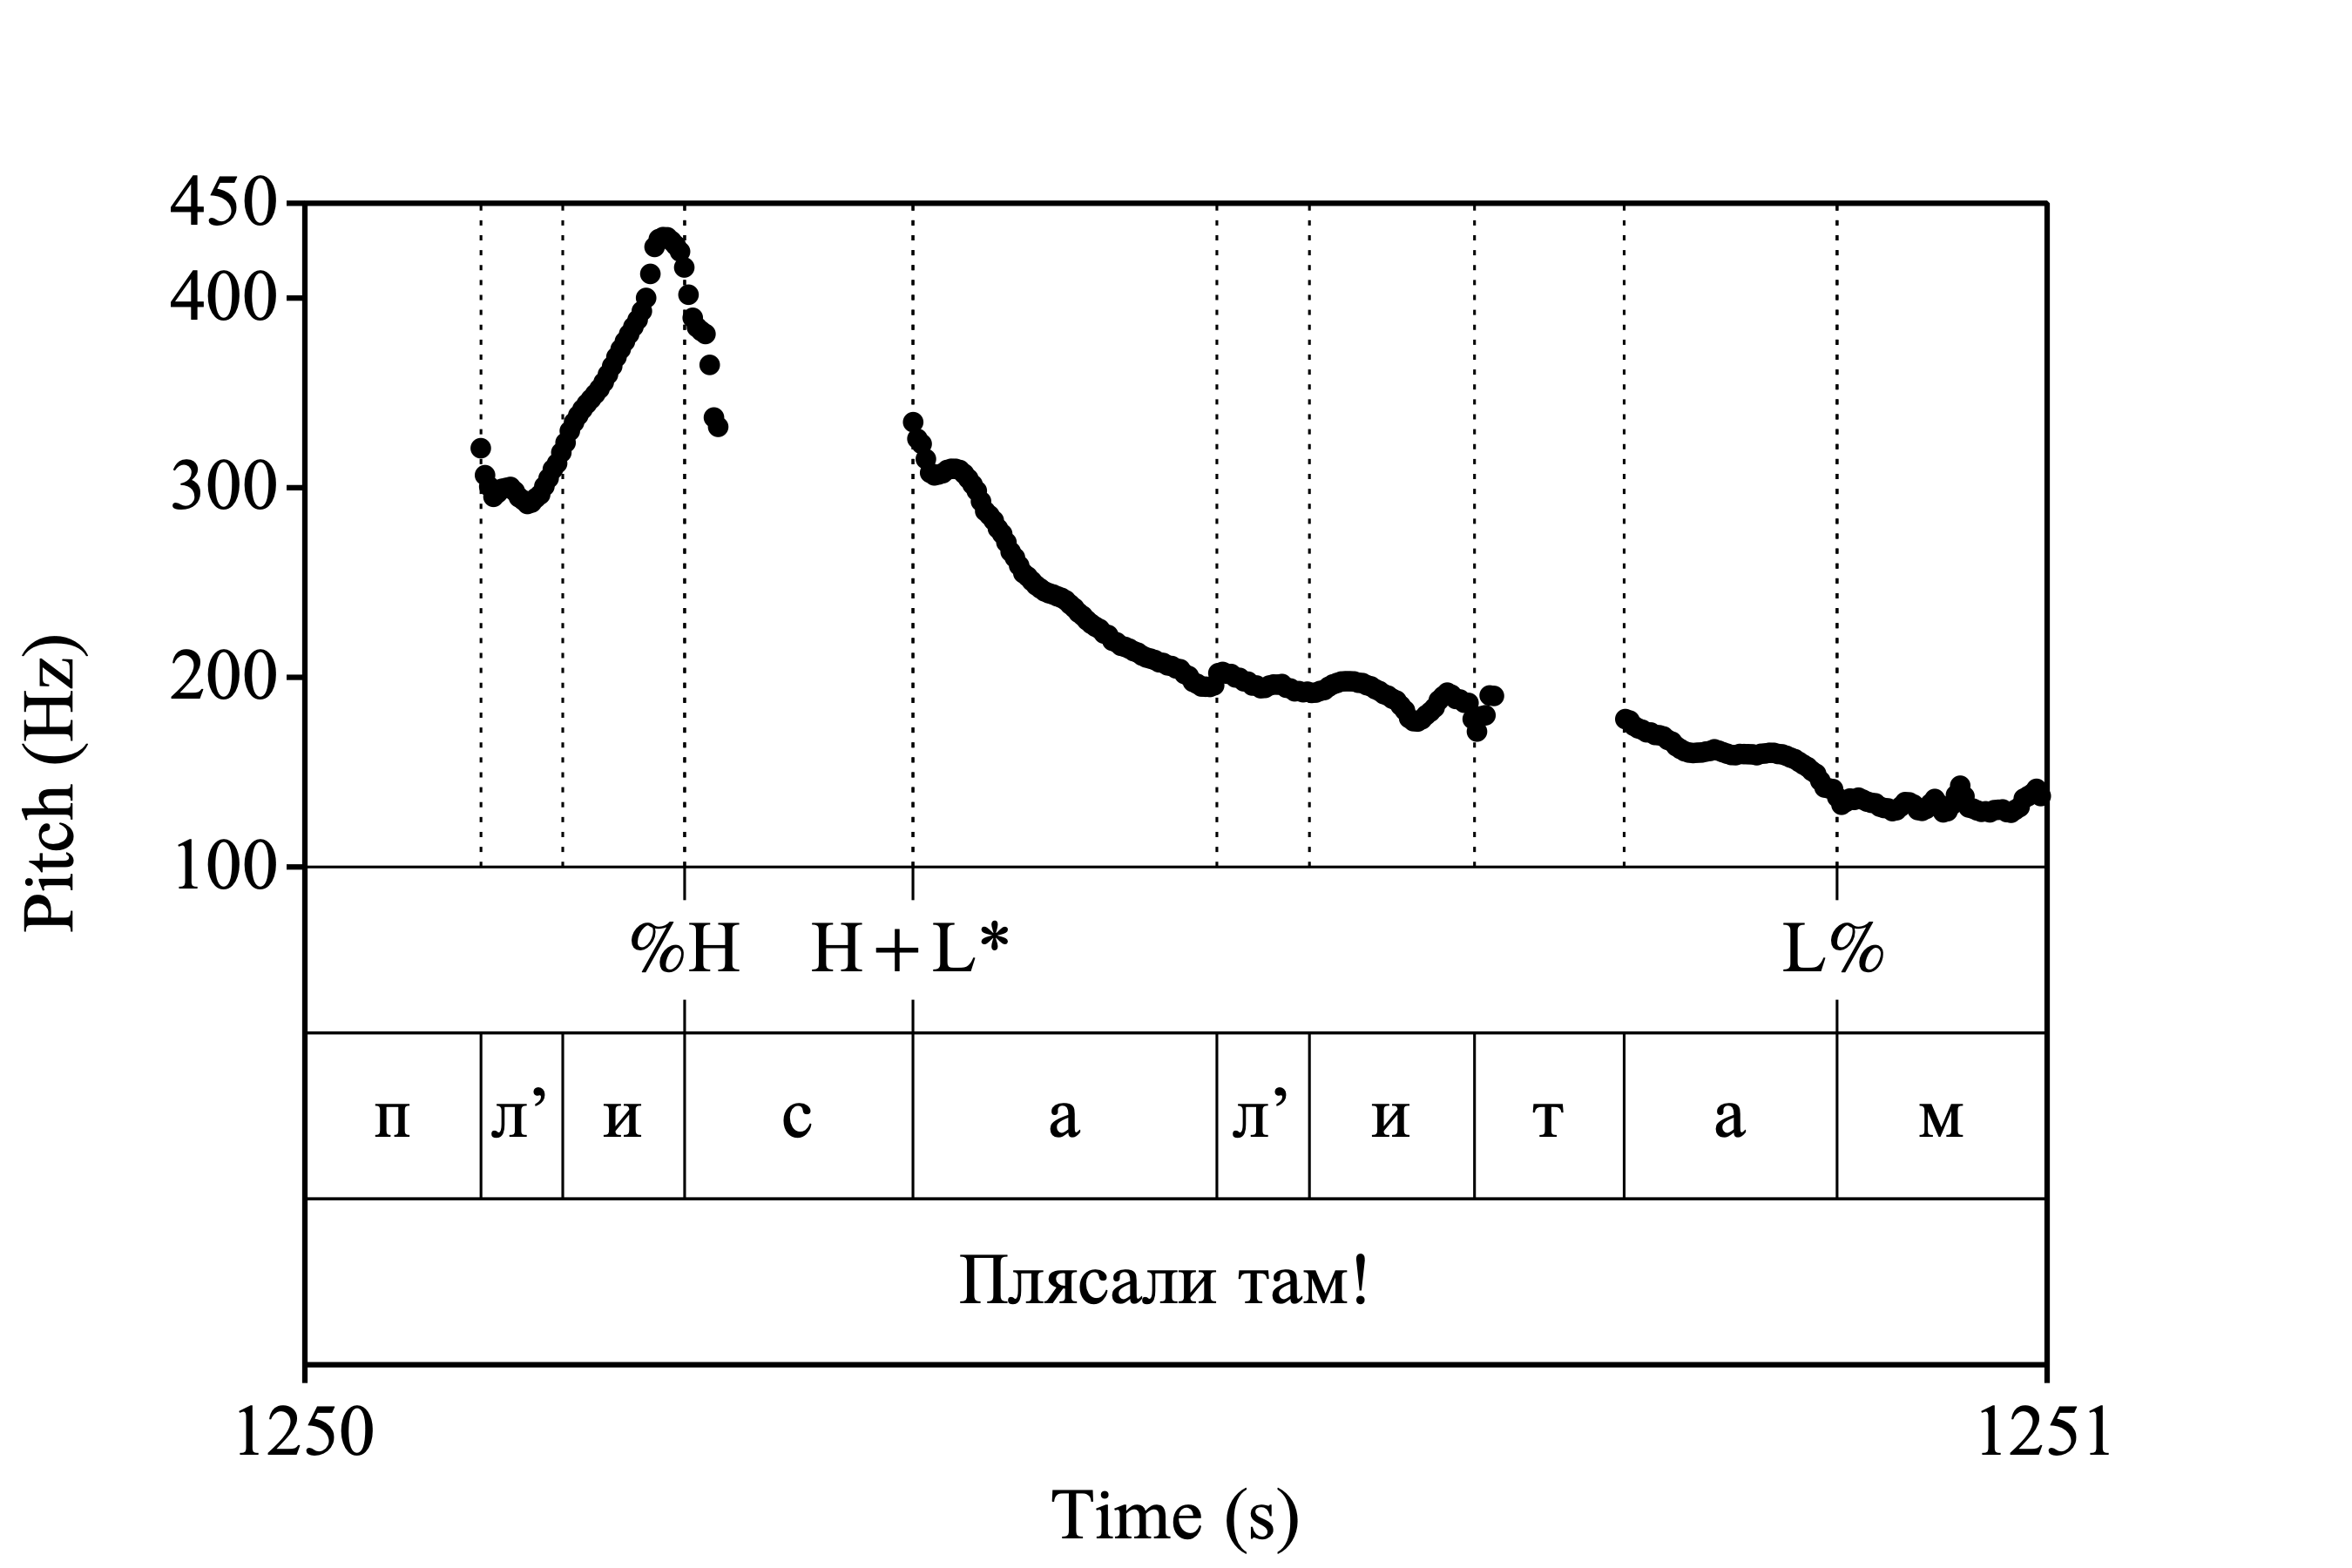 450
400
300
200
100
Pitch (Hz)
%H H+L* L%
п л’ и с а л’ и т а м
Плясали там!
1250 1251
Time (s)